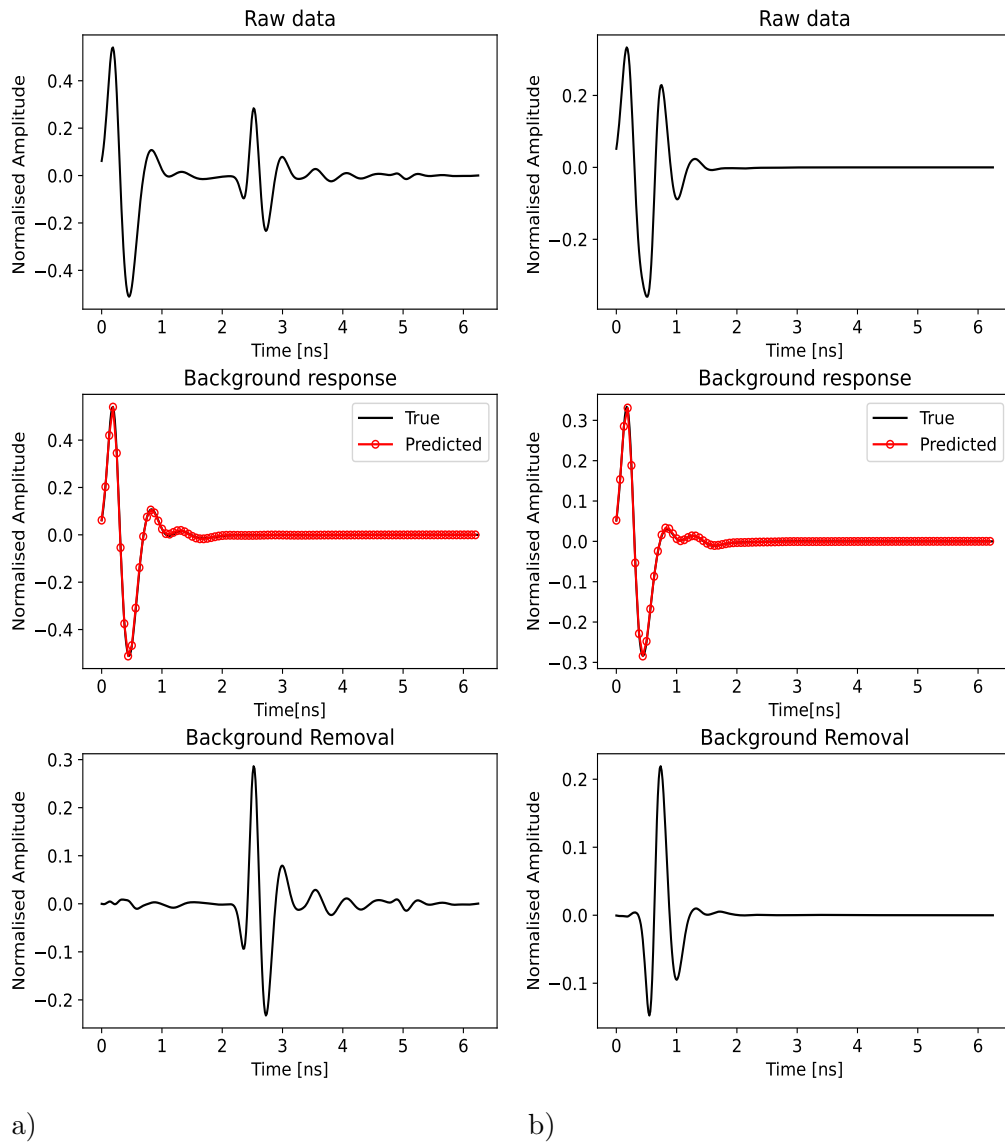 Raw data
Normalised Amplitude
0.4
0.2
0.0
−0.2
−0.4
0 1 2 3 4 5 6
Time [ns]
Raw data
Normalised Amplitude
0.2
0.0
−0.2
0 1 2 3 4 5 6
Time [ns]
Background response
Normalised Amplitude
0.4
0.2
0.0
−0.2
−0.4
True
Predicted
0 1 2 3 4 5 6
Time[ns]
Background response
Normalised Amplitude
0.3
0.2
0.1
0.0
−0.1
−0.2
−0.3
True
Predicted
0 1 2 3 4 5 6
Time[ns]
Background Removal
Normalised Amplitude
0.3
0.2
0.1
0.0
−0.1
−0.2
0 1 2 3 4 5 6
Time [ns]
Background Removal
Normalised Amplitude
0.2
0.1
0.0
−0.1
0 1 2 3 4 5 6
Time [ns]
a)
b)